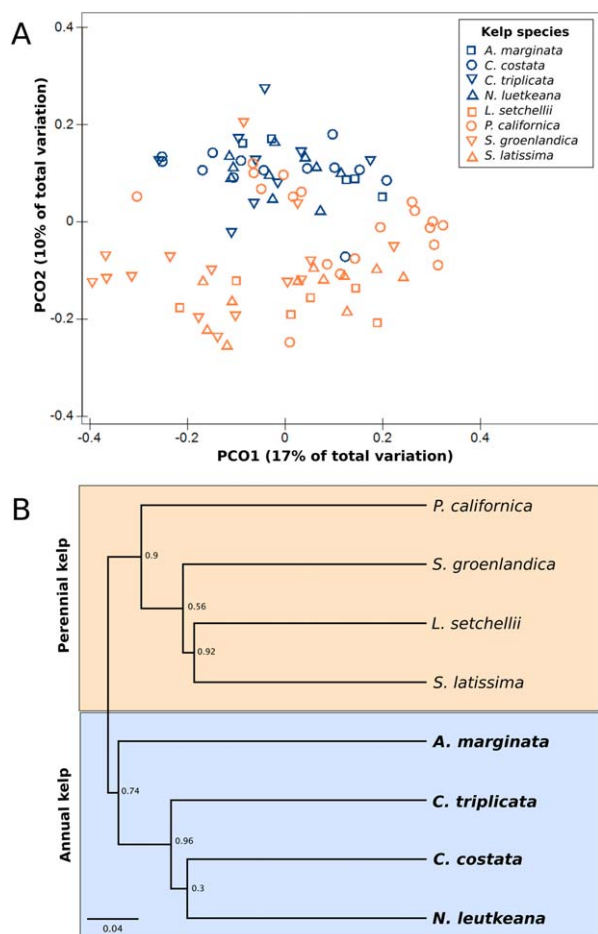 A
Kelp species
A. marginata
C. costata
C. triplicata
N. luetkeana
L. setchellii
P. californica
S. groenlandica
S. latissima
0.4
0.2
0
-0.2
-0.4
PCO2 (10% of total variation)
-0.4
-0.2
0
0.2
0.4
PCO1 (17% of total variation)
B
Perennial kelp
P. californica
0.9
S. groenlandica
0.56
L. setchellii
0.92
S. latissima
Annual kelp
A. marginata
0.74
C. triplicata
0.96
C. costata
0.3
N. leutkeana
0.04